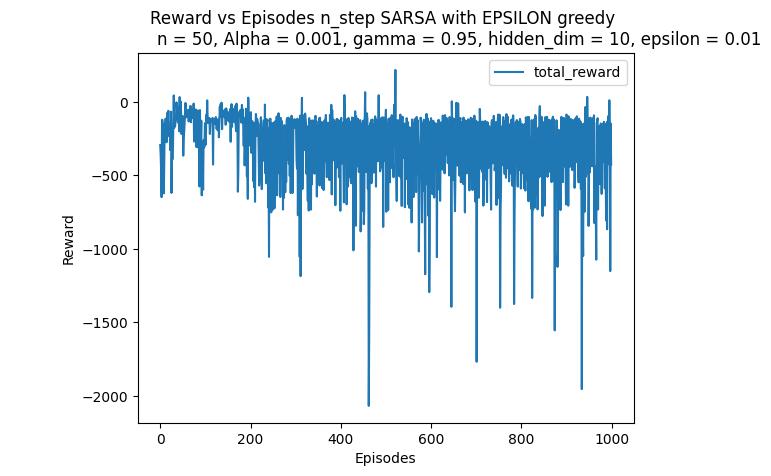 Reward vs Episodes n_step SARSA with EPSILON greedy
n = 50, Alpha = 0.001, gamma = 0.95, hidden_dim = 10, epsilon = 0.01
total_reward
0
−500
−1000
−1500
−2000
Reward
0 200 400 600 800 1000
Episodes